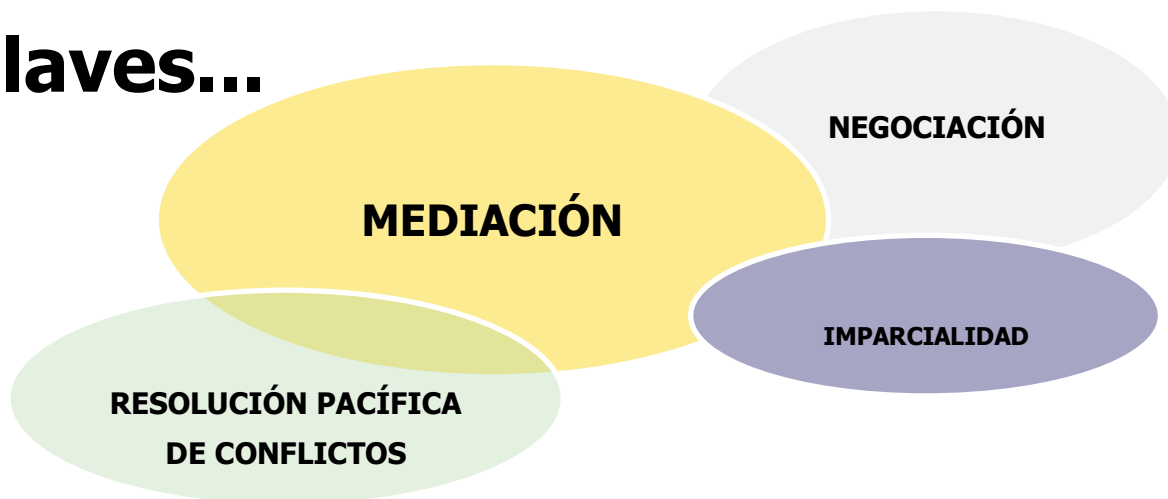 laves...
NEGOCIACIÓN
MEDIACIÓN
IMPARCIALIDAD
RESOLUCIÓN PACÍFICA
DE CONFLICTOS